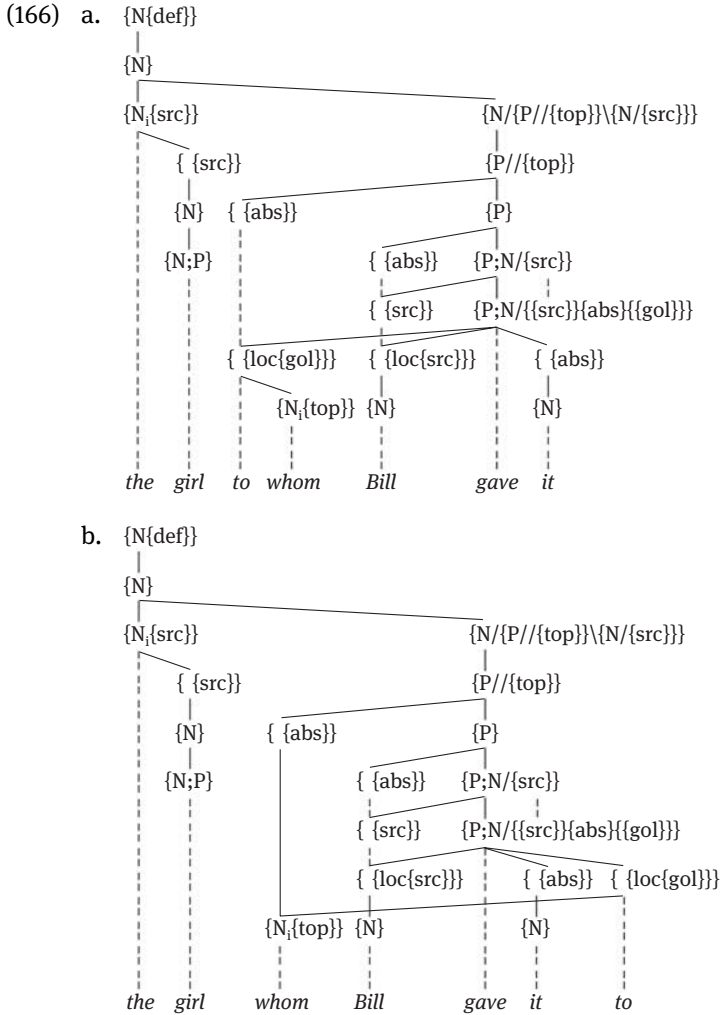 (166) a. {N{def}}
{N}
{Nᵢ{src}} {N/{P//{top}}\{N/{src}}}
{ {src}} {P//{top}}
{N} { {abs}} {P}
{N;P} { {abs}} {P;N/{src}}
{ {src}} {P;N/{{src}}{abs}{{gol}}}
{ {loc{gol}}} { {loc{src}}} { {abs}}
{Nᵢ{top}} {N} {N}
the girl to whom Bill gave it
b. {N{def}}
{N}
{Nᵢ{src}} {N/{P//{top}}\{N/{src}}}
{ {src}} {P//{top}}
{N} { {abs}} {P}
{N;P} { {abs}} {P;N/{src}}
{ {src}} {P;N/{{src}}{abs}{{gol}}}
{ {loc{src}}} { {abs}} { {loc{gol}}}
{Nᵢ{top}} {N} {N}
the girl whom Bill gave it to